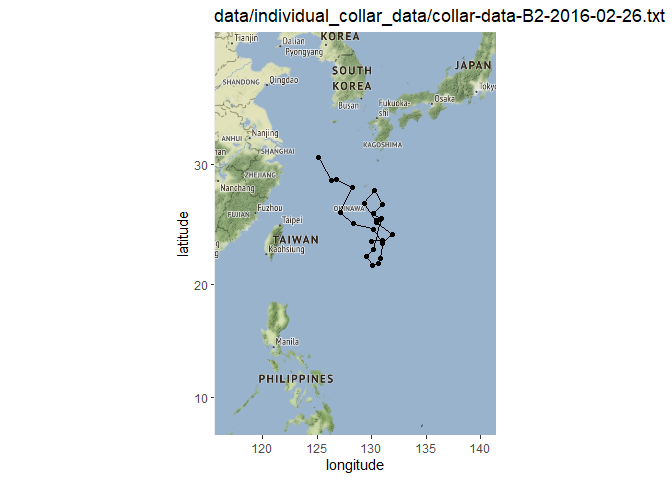 data/individual_collar_data/collar-data-B2-2016-02-26.txt
Tianjin
Dalian
KOREA
Pyongyang
SHANDONG
Qingdao
SOUTH
KOREA
Busan
JAPAN
Tokyo
Osaka
Fukuoka-
shi
KAGOSHIMA
ANHUI
Nanjing
SHANGHAI
ZHEJIANG
Nanchang
FUJIAN
Fuzhou
Taipei
OKINAWA
TAIWAN
Kaohsiung
Manila
PHILIPPINES
30
20
10
latitude
120
125
130
135
140
longitude